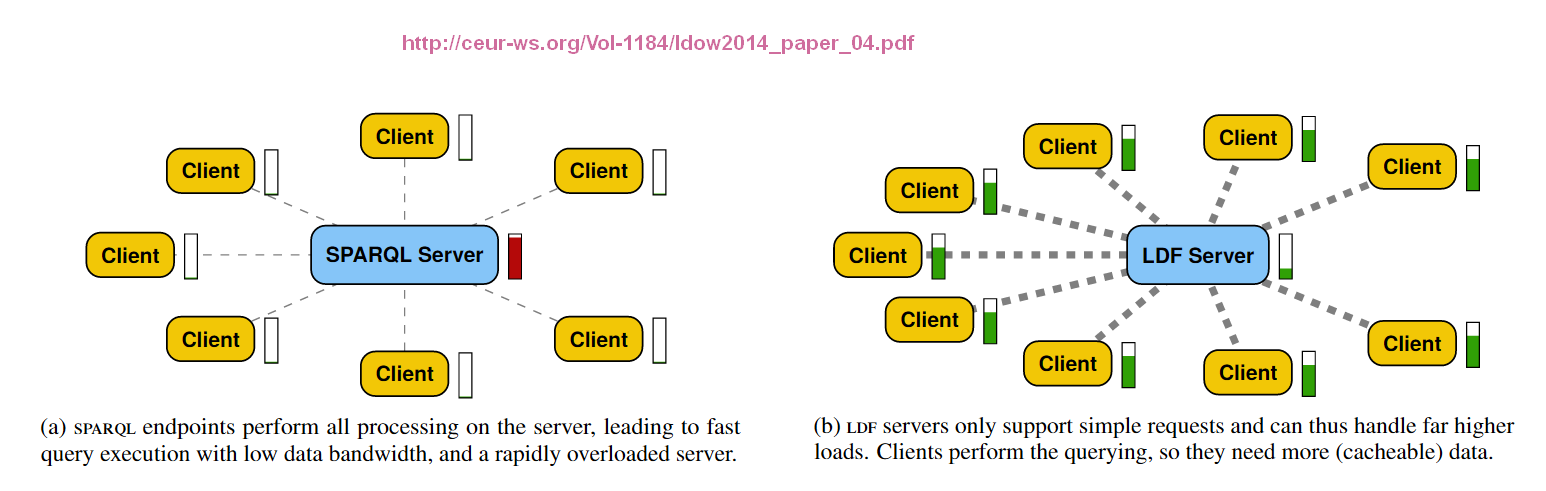 http://ceur-ws.org/Vol-1184/ldow2014_paper_04.pdf
Client
Client
Client
Client
SPARQL Server
Client
Client
Client
(a) SPARQL endpoints perform all processing on the server, leading to fast
query execution with low data bandwidth, and a rapidly overloaded server.
Client
Client
Client
Client
Client
LDF Server
Client
Client
Client
Client
(b) LDF servers only support simple requests and can thus handle far higher
loads. Clients perform the querying, so they need more (cacheable) data.